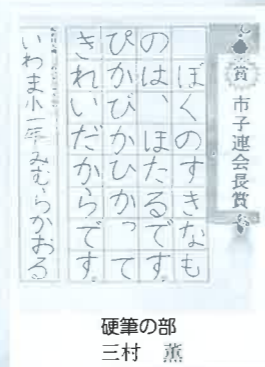 賞 市子連会長賞
ぼくのすきなも
のは、ほたるです。
ぴかぴかひかって
きれいだからです。
いわま小一年みむらかおる
硬筆の部
三村 薫